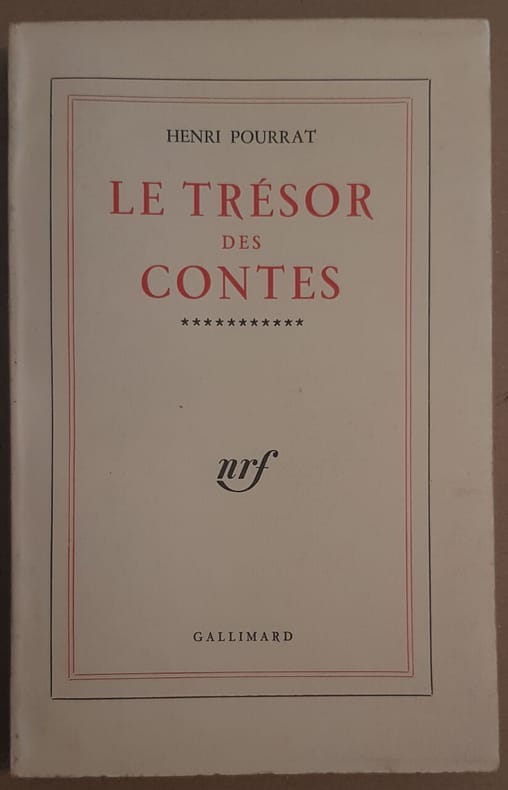 HENRI POURRAT
LE TRÉSOR
DES
CONTES
***********
nrf
GALLIMARD